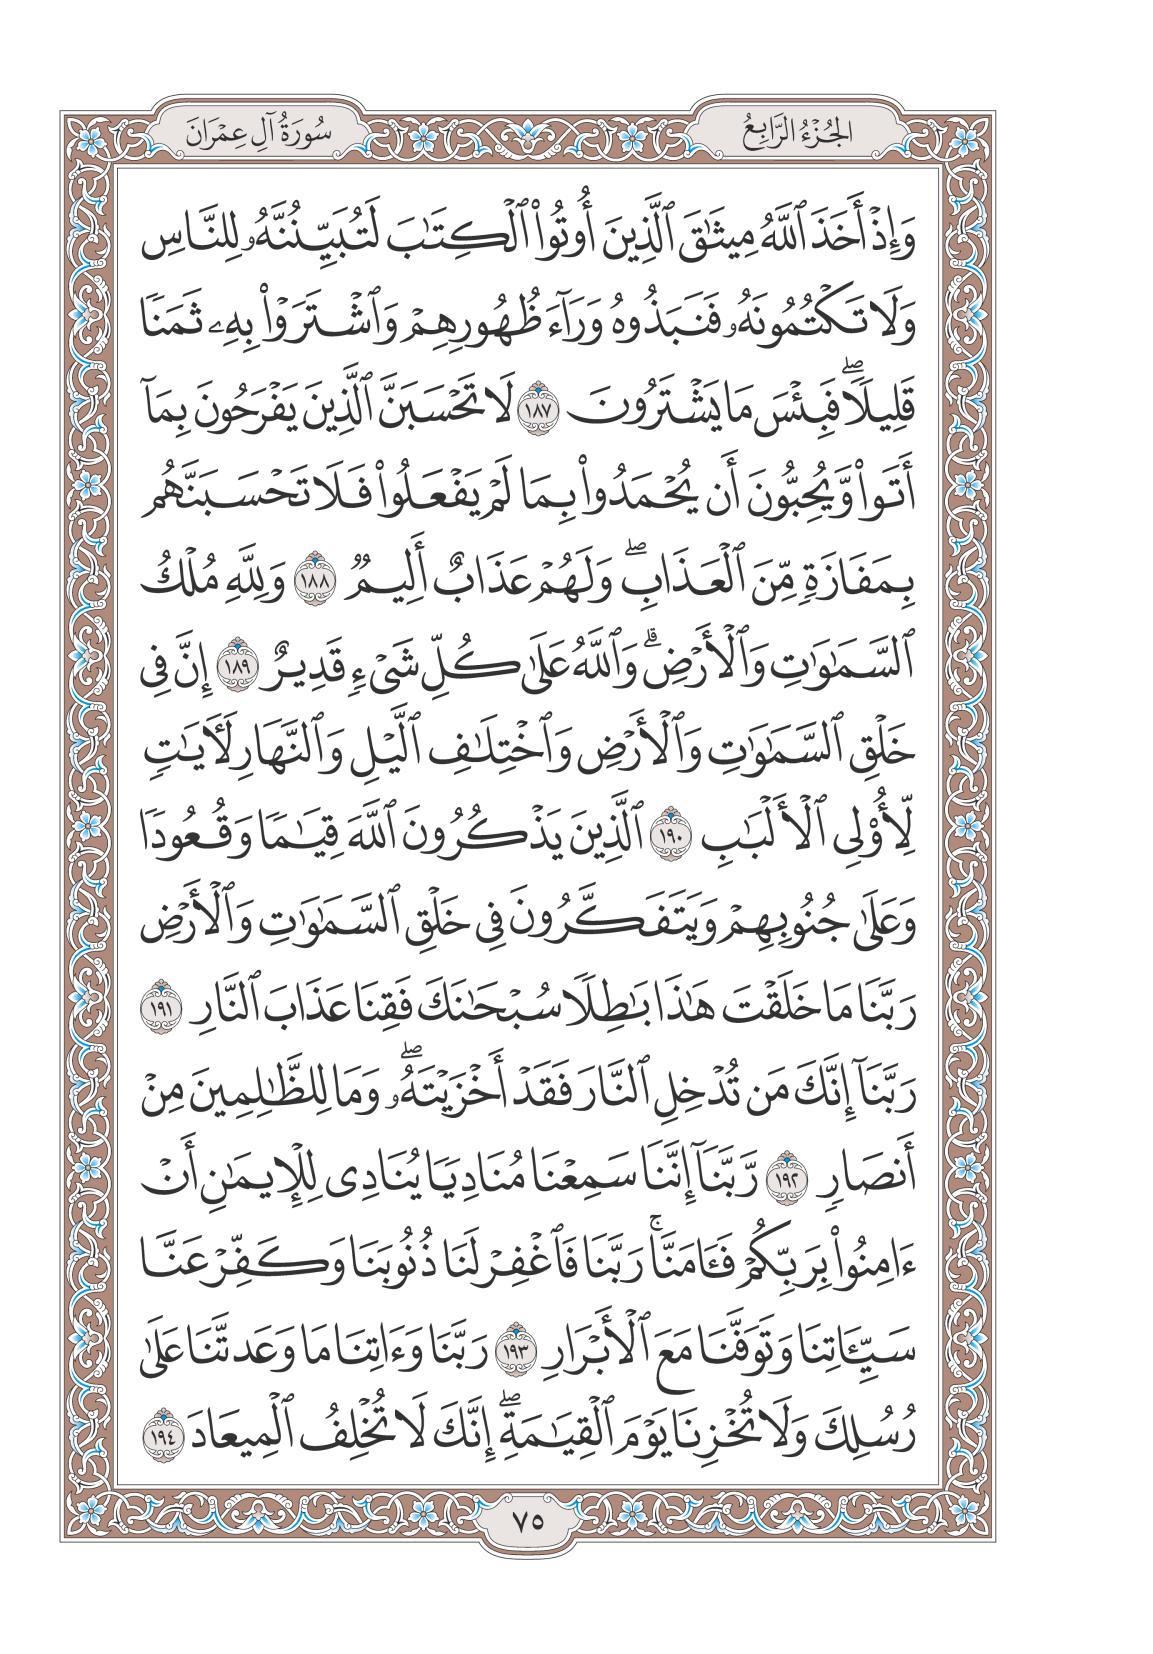 الجُزْءُ الرَّابِعُ
سُورَةُ آلِ عِمْرَانَ
وَإِذْ أَخَذَ ٱللَّهُ مِيثَٰقَ ٱلَّذِينَ أُوتُوا۟ ٱلْكِتَٰبَ لَتُبَيِّنُنَّهُۥ لِلنَّاسِ
وَلَا تَكْتُمُونَهُۥ فَنَبَذُوهُ وَرَآءَ ظُهُورِهِمْ وَٱشْتَرَوْا۟ بِهِۦ ثَمَنًا
قَلِيلًا ۖ فَبِئْسَ مَا يَشْتَرُونَ ١٨٧ لَا تَحْسَبَنَّ ٱلَّذِينَ يَفْرَحُونَ بِمَآ
أَتَوا۟ وَّيُحِبُّونَ أَن يُحْمَدُوا۟ بِمَا لَمْ يَفْعَلُوا۟ فَلَا تَحْسَبَنَّهُم
بِمَفَازَةٍ مِّنَ ٱلْعَذَابِ ۖ وَلَهُمْ عَذَابٌ أَلِيمٌ ١٨٨ وَلِلَّهِ مُلْكُ
ٱلسَّمَٰوَٰتِ وَٱلْأَرْضِ ۗ وَٱللَّهُ عَلَىٰ كُلِّ شَىْءٍ قَدِيرٌ ١٨٩ إِنَّ فِى
خَلْقِ ٱلسَّمَٰوَٰتِ وَٱلْأَرْضِ وَٱخْتِلَٰفِ ٱلَّيْلِ وَٱلنَّهَارِ لَـَٔايَٰتٍ
لِّأُو۟لِى ٱلْأَلْبَٰبِ ١٩٠ ٱلَّذِينَ يَذْكُرُونَ ٱللَّهَ قِيَٰمًا وَقُعُودًا
وَعَلَىٰ جُنُوبِهِمْ وَيَتَفَكَّرُونَ فِى خَلْقِ ٱلسَّمَٰوَٰتِ وَٱلْأَرْضِ
رَبَّنَا مَا خَلَقْتَ هَٰذَا بَٰطِلًا سُبْحَٰنَكَ فَقِنَا عَذَابَ ٱلنَّارِ ١٩١
رَبَّنَآ إِنَّكَ مَن تُدْخِلِ ٱلنَّارَ فَقَدْ أَخْزَيْتَهُۥ ۖ وَمَا لِلظَّٰلِمِينَ مِنْ
أَنصَارٍ ١٩٢ رَّبَّنَآ إِنَّنَا سَمِعْنَا مُنَادِيًا يُنَادِى لِلْإِيمَٰنِ أَنْ
ءَامِنُوا۟ بِرَبِّكُمْ فَـَٔامَنَّا ۚ رَبَّنَا فَٱغْفِرْ لَنَا ذُنُوبَنَا وَكَفِّرْ عَنَّا
سَيِّـَٔاتِنَا وَتَوَفَّنَا مَعَ ٱلْأَبْرَارِ ١٩٣ رَبَّنَا وَءَاتِنَا مَا وَعَدتَّنَا عَلَىٰ
رُسُلِكَ وَلَا تُخْزِنَا يَوْمَ ٱلْقِيَٰمَةِ ۖ إِنَّكَ لَا تُخْلِفُ ٱلْمِيعَادَ ١٩٤
٧٥